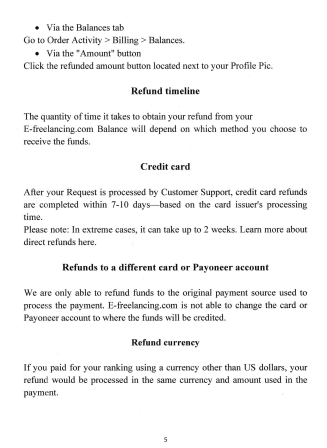 • Via the Balances tab
Go to Order Activity > Billing > Balances.
• Via the "Amount" button
Click the refunded amount button located next to your Profile Pic.
Refund timeline
The quantity of time it takes to obtain your refund from your
E-freelancing.com Balance will depend on which method you choose to
receive the funds.
Credit card
After your Request is processed by Customer Support, credit card refunds
are completed within 7-10 days—based on the card issuer's processing
time.
Please note: In extreme cases, it can take up to 2 weeks. Learn more about
direct refunds here.
Refunds to a different card or Payoneer account
We are only able to refund funds to the original payment source used to
process the payment. E-freelancing.com is not able to change the card or
Payoneer account to where the funds will be credited.
Refund currency
If you paid for your ranking using a currency other than US dollars, your
refund would be processed in the same currency and amount used in the
payment.
5